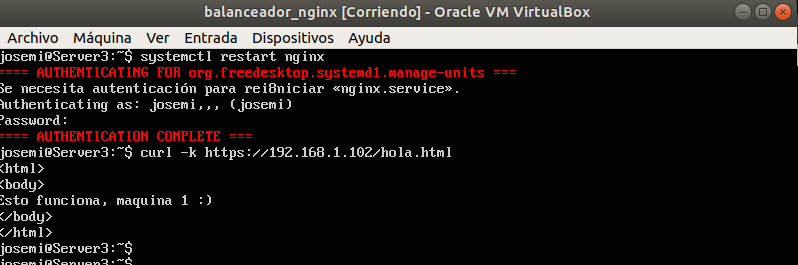 balanceador_nginx [Corriendo] - Oracle VM VirtualBox
Archivo Máquina Ver Entrada Dispositivos Ayuda
josemi@Server3:~$ systemctl restart nginx
==== AUTHENTICATING FOR org.freedesktop.systemd1.manage-units ===
Se necesita autenticación para rei8niciar «nginx.service».
Authenticating as: josemi,,, (josemi)
Password:
==== AUTHENTICATION COMPLETE ===
josemi@Server3:~$ curl -k https://192.168.1.102/hola.html
<html>
<body>
Esto funciona, maquina 1 :)
</body>
</html>
josemi@Server3:~$
josemi@Server3:~$